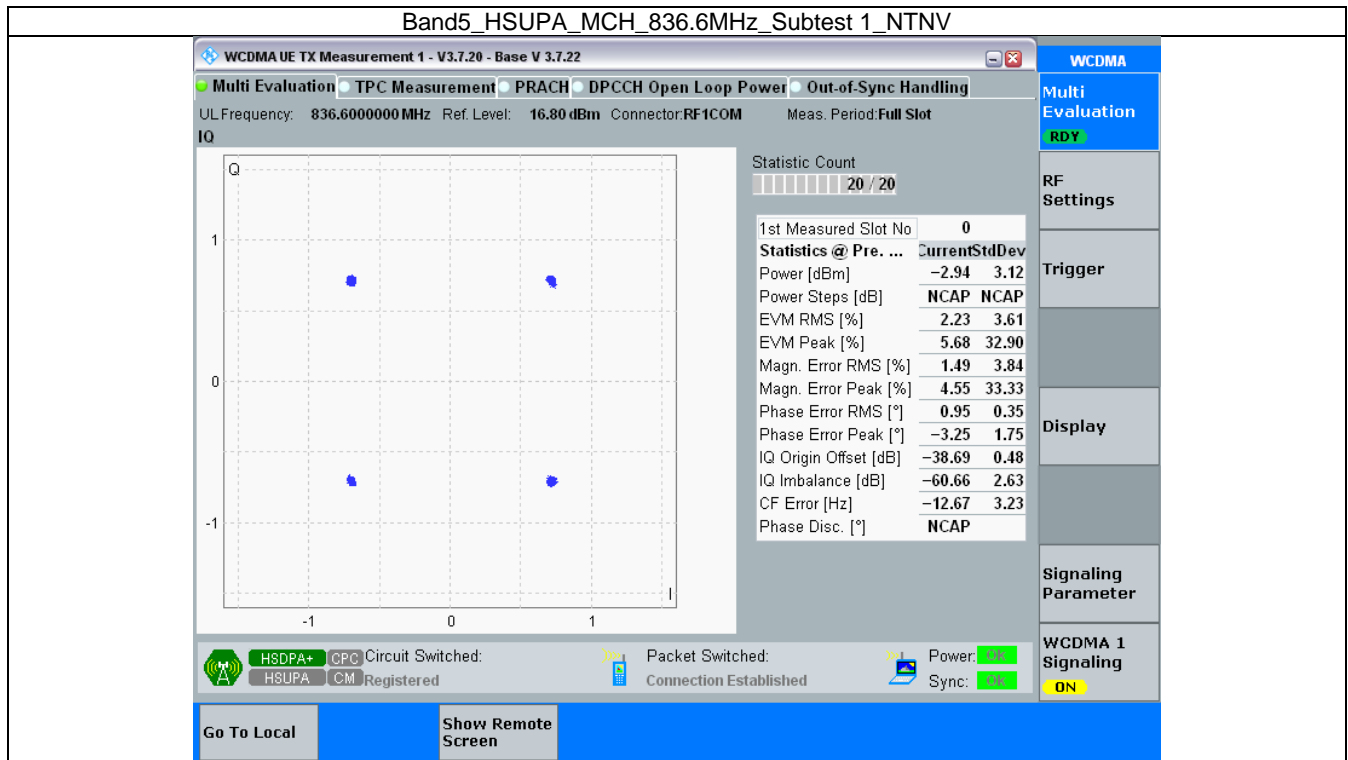 Band5_HSUPA_MCH_836.6MHz_Subtest 1_NTNV
WCDMA UE TX Measurement 1 - V3.7.20 - Base V 3.7.22
WCDMA
Multi Evaluation TPC Measurement PRACH DPCCH Open Loop Power Out-of-Sync Handling
UL Frequency: 836.6000000 MHz Ref. Level: 16.80 dBm Connector:RF1COM Meas. Period:Full Slot
IQ
Q
1
0
-1
-1 0 1
I
Statistic Count
20 / 20
1st Measured Slot No 0
Statistics @ Pre. ... Current StdDev
Power [dBm] -2.94 3.12
Power Steps [dB] NCAP NCAP
EVM RMS [%] 2.23 3.61
EVM Peak [%] 5.68 32.90
Magn. Error RMS [%] 1.49 3.84
Magn. Error Peak [%] 4.55 33.33
Phase Error RMS [°] 0.95 0.35
Phase Error Peak [°] -3.25 1.75
IQ Origin Offset [dB] -38.69 0.48
IQ Imbalance [dB] -60.66 2.63
CF Error [Hz] -12.67 3.23
Phase Disc. [°] NCAP
Multi
Evaluation
RDY
RF
Settings
Trigger
Display
Signaling
Parameter
WCDMA 1
Signaling
ON
HSDPA+ CPC Circuit Switched: Packet Switched: Power: Ok
HSUPA CM Registered Connection Established Sync: Ok
Go To Local
Show Remote
Screen